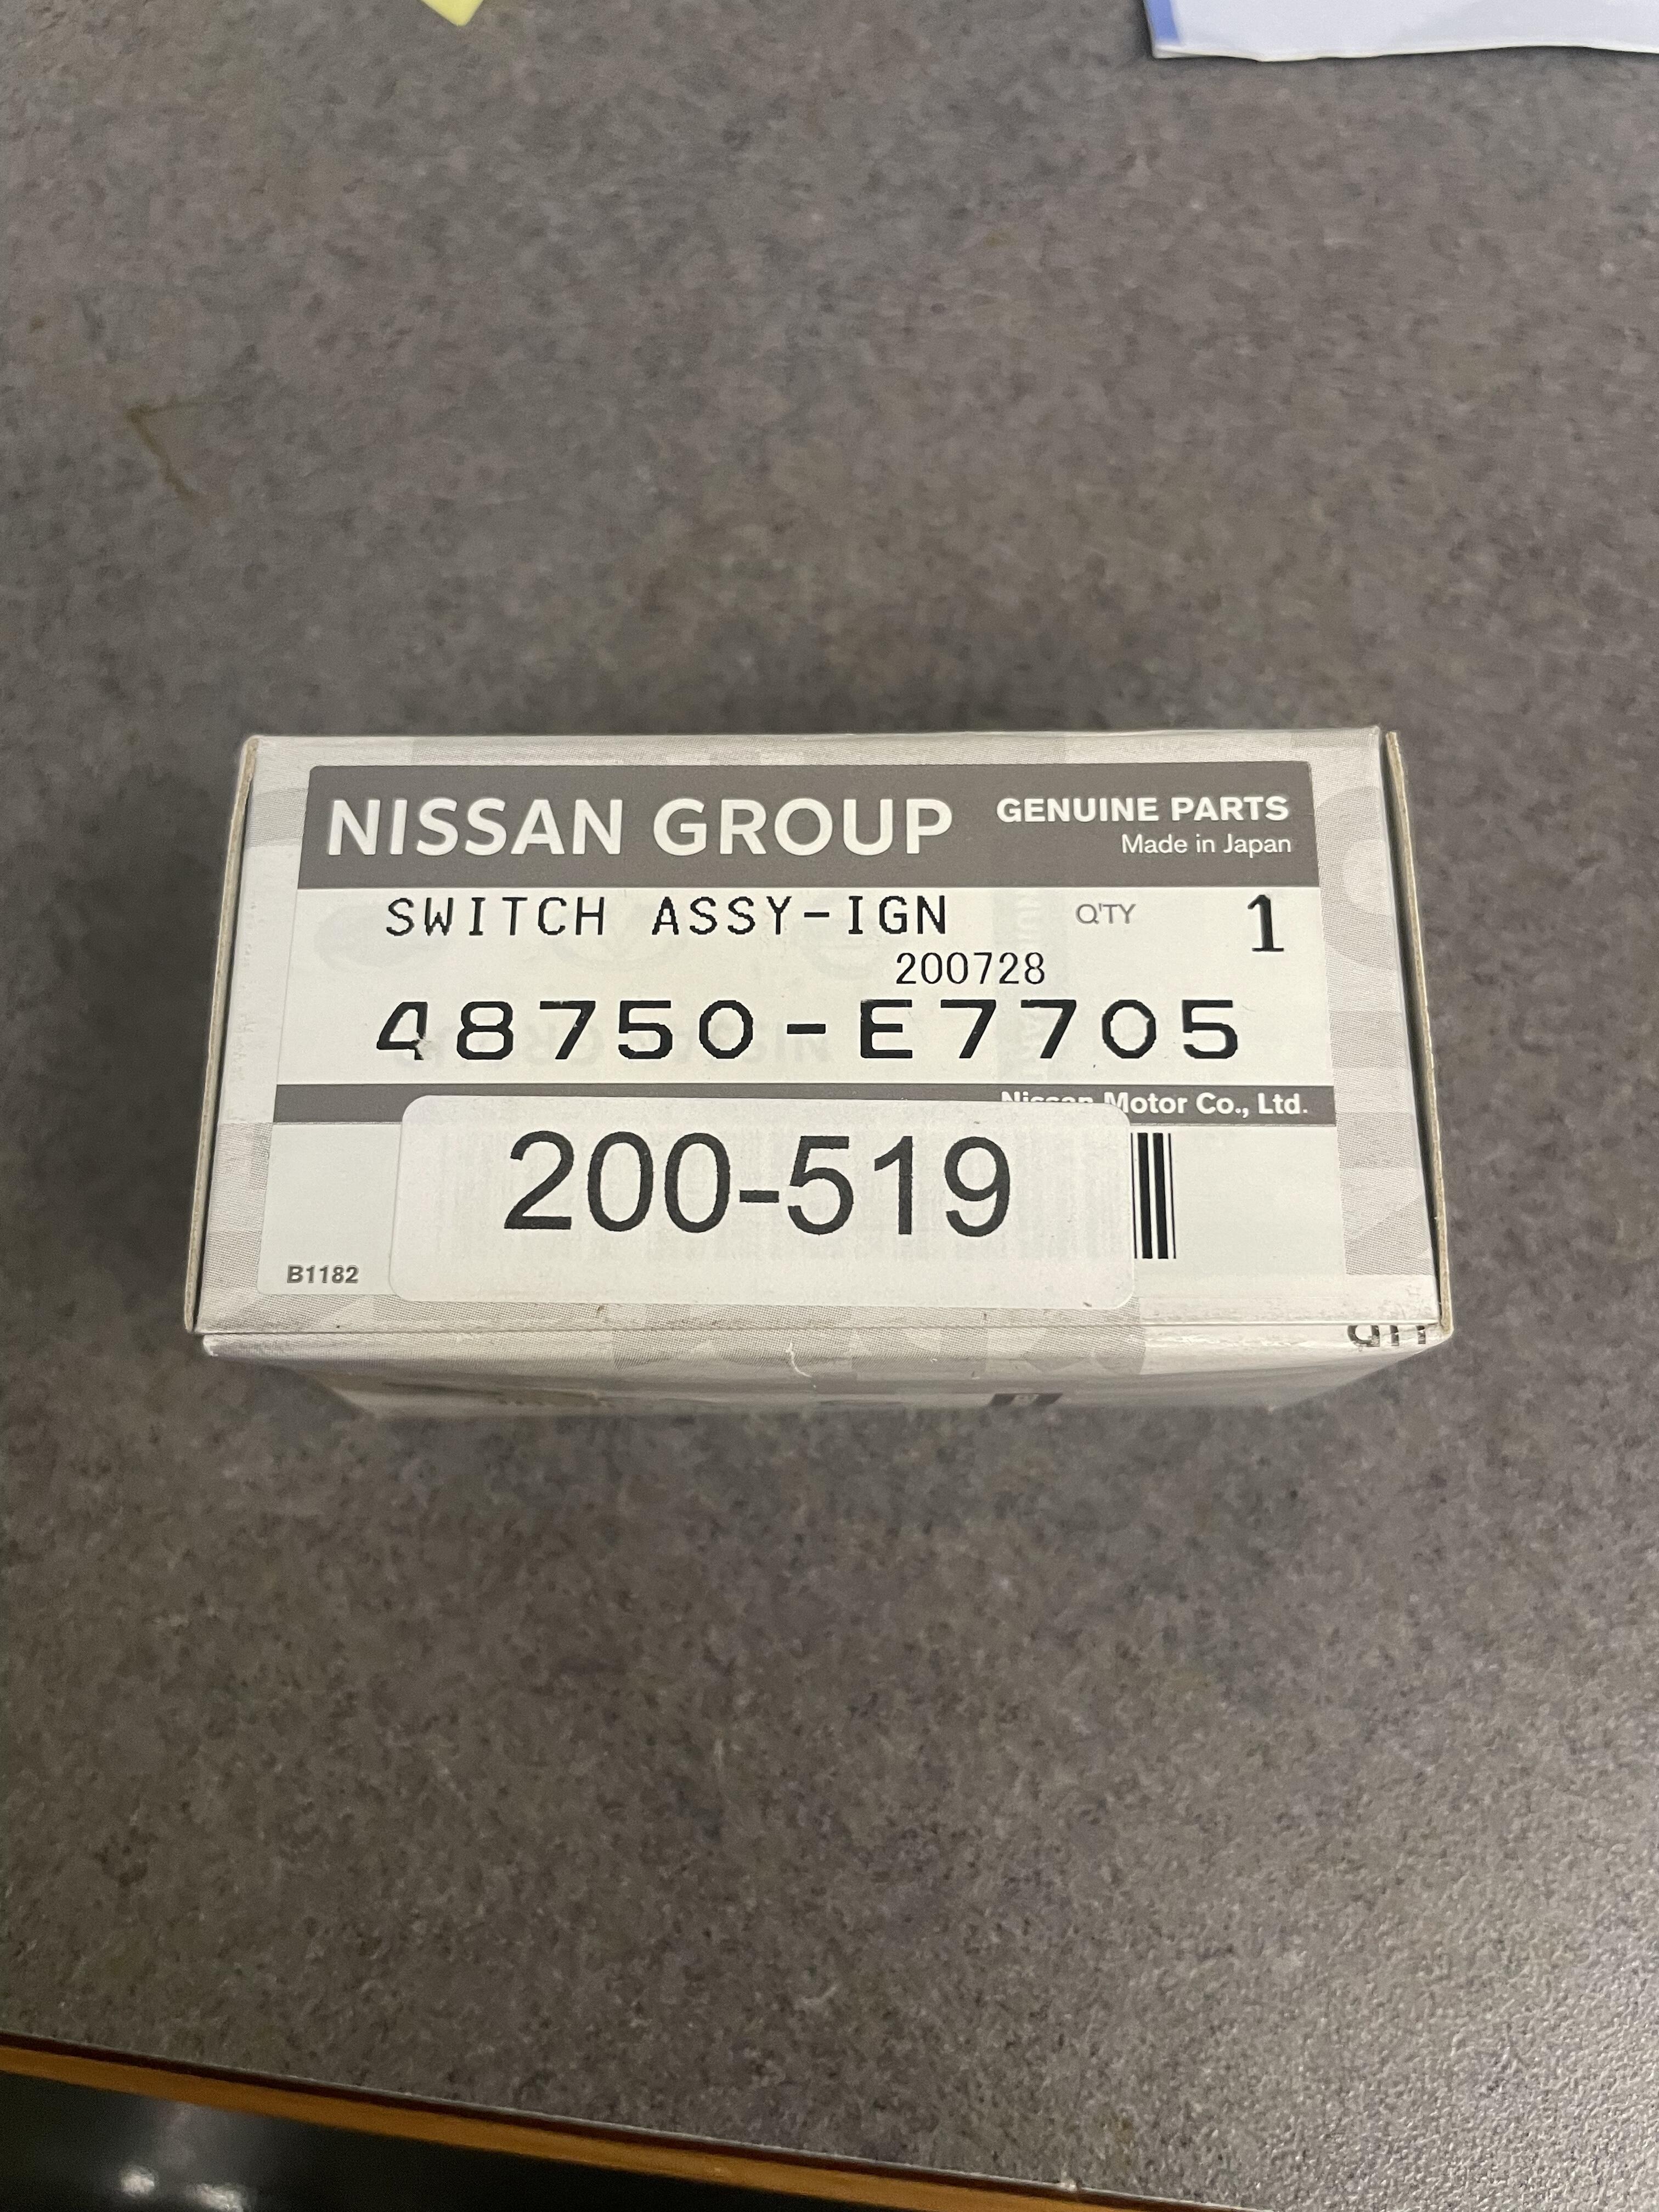 NISSAN GROUP GENUINE PARTS
Made in Japan
SWITCH ASSY-IGN Q'TY 1
200728
48750-E7705
Nissan Motor Co., Ltd.
200-519
B1182